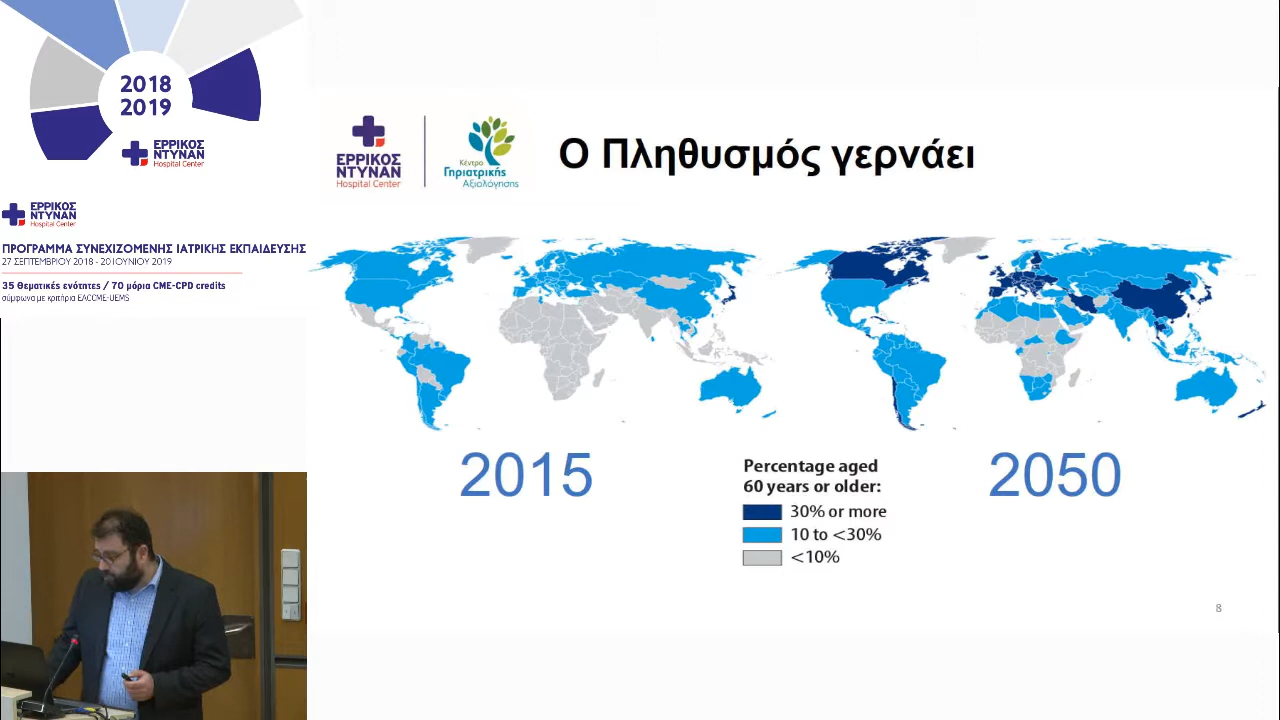 2018
2019
ΕΡΡΙΚΟΣ
ΝΤΥΝΑΝ
Hospital Center
ΕΡΡΙΚΟΣ
ΝΤΥΝΑΝ
Hospital Center
ΠΡΟΓΡΑΜΜΑ ΣΥΝΕΧΙΖΟΜΕΝΗΣ ΙΑΤΡΙΚΗΣ ΕΚΠΑΙΔΕΥΣΗΣ
27 ΣΕΠΤΕΜΒΡΙΟΥ 2018 - 20 ΙΟΥΝΙΟΥ 2019
35 Θεματικές ενότητες / 70 μόρια CME-CPD credits
σύμφωνα με κριτήρια EACCME-UEMS
ΕΡΡΙΚΟΣ
ΝΤΥΝΑΝ
Hospital Center
Κέντρο
Γηριατρικής
Αξιολόγησης
Ο Πληθυσμός γερνάει
2015
2050
Percentage aged
60 years or older:
30% or more
10 to <30%
<10%
8